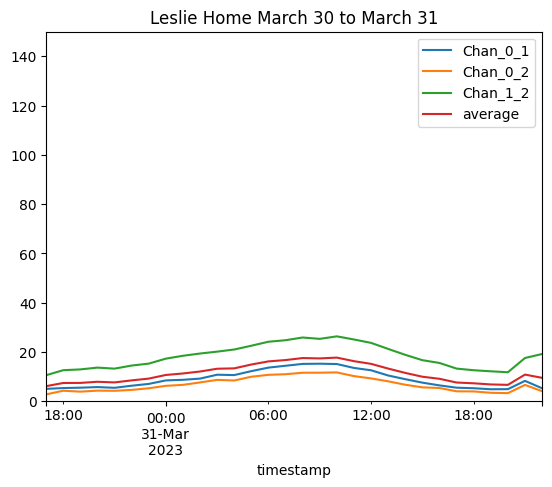 Leslie Home March 30 to March 31
140
120
100
80
60
40
20
0
Chan_0_1
Chan_0_2
Chan_1_2
average
18:00
00:00
31-Mar
2023
06:00
12:00
18:00
timestamp